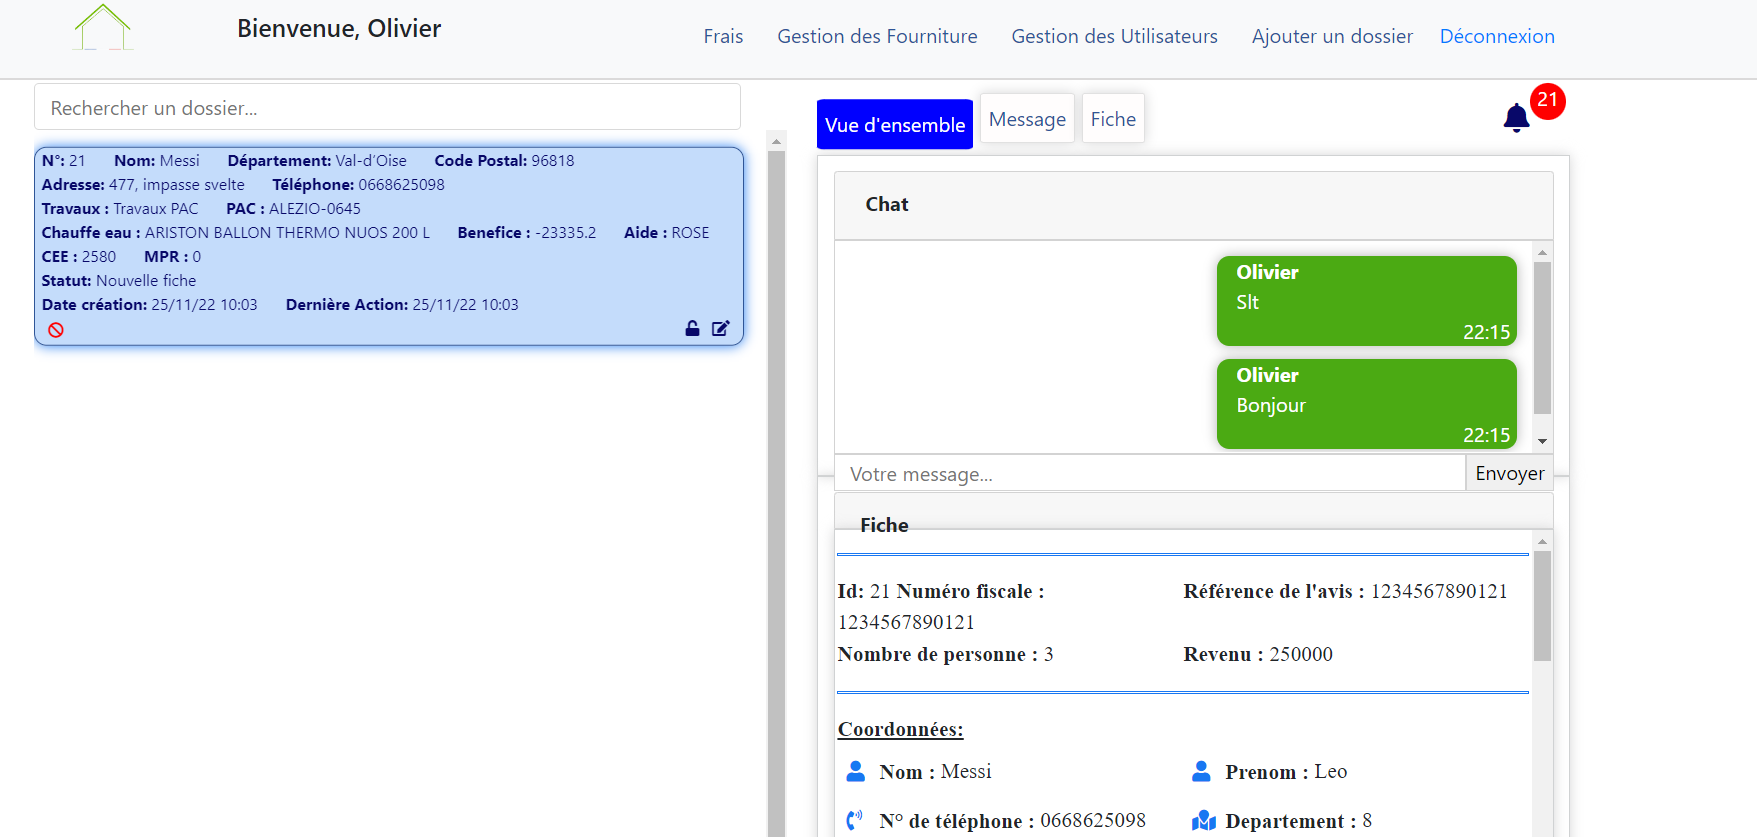 Bienvenue, Olivier
Frais Gestion des Fourniture Gestion des Utilisateurs Ajouter un dossier Déconnexion
Rechercher un dossier...
N°: 21 Nom: Messi Département: Val-d'Oise Code Postal: 96818
Adresse: 477, impasse svelte Téléphone: 0668625098
Travaux : Travaux PAC PAC : ALEZIO-0645
Chauffe eau : ARISTON BALLON THERMO NUOS 200 L Benefice : -23335.2 Aide : ROSE
CEE : 2580 MPR : 0
Statut: Nouvelle fiche
Date création: 25/11/22 10:03 Dernière Action: 25/11/22 10:03
Vue d'ensemble Message Fiche
21
Chat
Olivier
Slt
22:15
Olivier
Bonjour
22:15
Votre message... Envoyer
Fiche
Id: 21 Numéro fiscale : Référence de l'avis : 1234567890121
1234567890121
Nombre de personne : 3 Revenu : 250000
Coordonnées:
Nom : Messi Prenom : Leo
N° de téléphone : 0668625098 Departement : 8